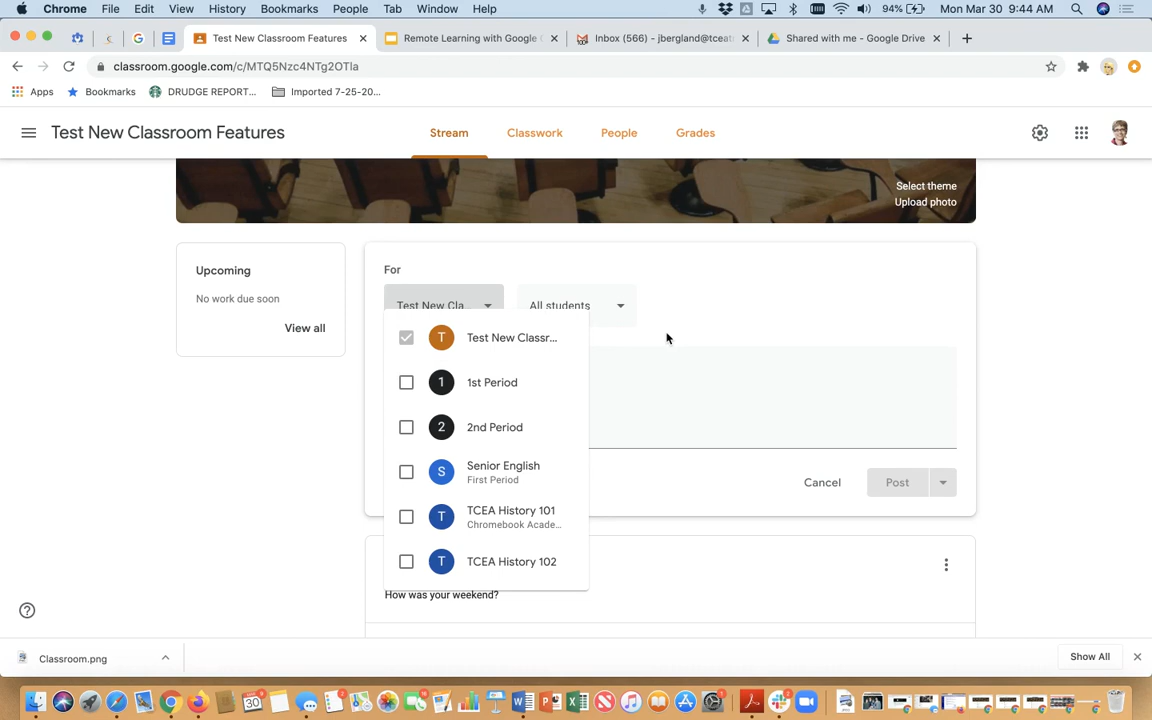 Chrome File Edit View History Bookmarks People Tab Window Help 94% Mon Mar 30 9:44 AM
Test New Classroom Features Remote Learning with Google Inbox (566) - jbergland@tceat Shared with me - Google Drive
classroom.google.com/c/MTQ5Nzc4NTg2OTIa
Apps Bookmarks DRUDGE REPORT... Imported 7-25-20...
Test New Classroom Features Stream Classwork People Grades
Select theme
Upload photo
Upcoming
No work due soon
View all
For
Test New Cla... All students
T Test New Classr...
1 1st Period
2 2nd Period
S Senior English
First Period
T TCEA History 101
Chromebook Acade...
T TCEA History 102
Cancel Post
How was your weekend?
Classroom.png Show All